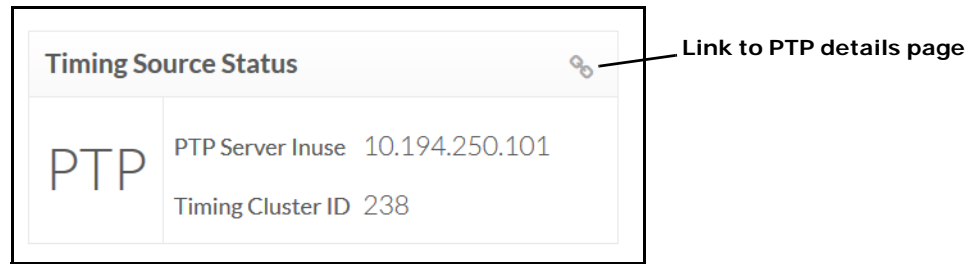 Timing Source Status
Link to PTP details page
PTP
PTP Server Inuse 10.194.250.101
Timing Cluster ID 238